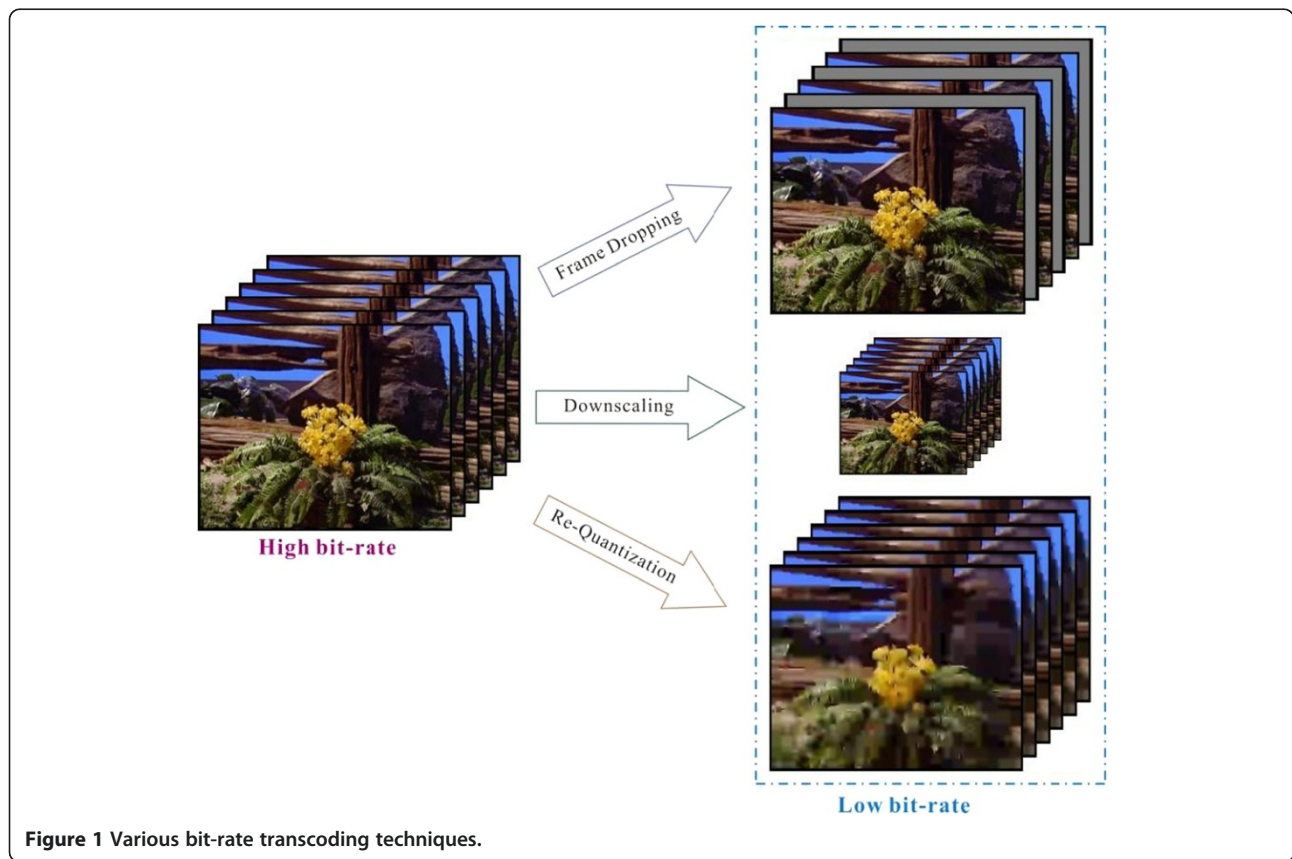 Frame Dropping
Downscaling
Re-Quantization
High bit-rate
Low bit-rate
Figure 1 Various bit-rate transcoding techniques.